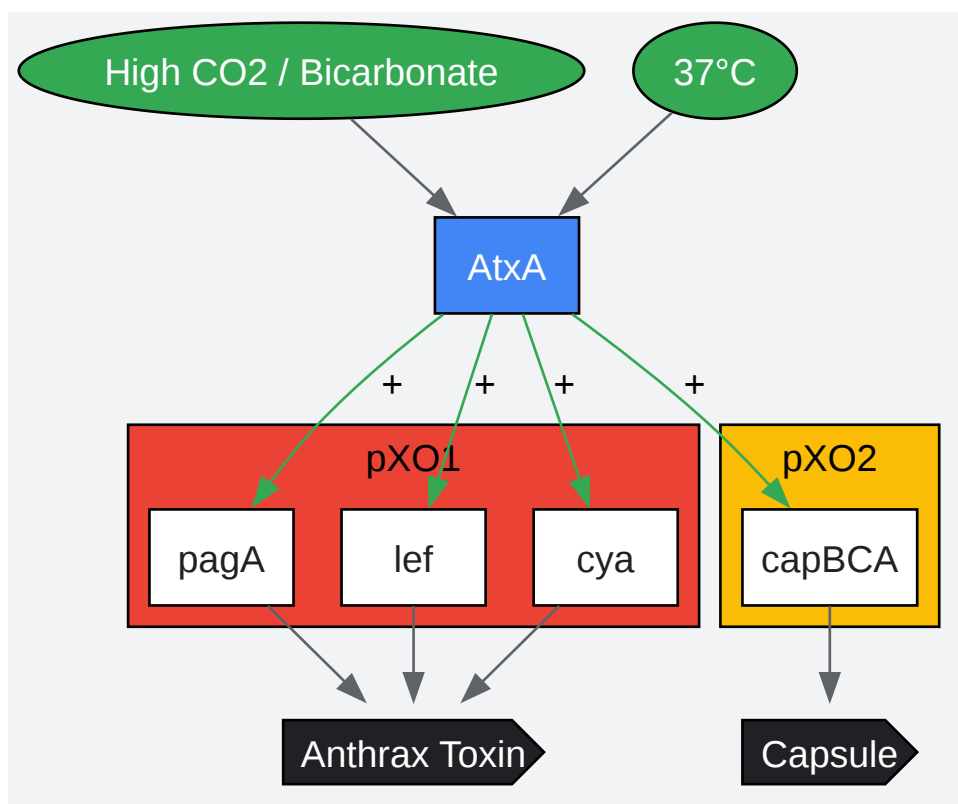 High CO2 / Bicarbonate
37°C
AtxA
+
+
+
+
pXO1
pXO2
pagA
lef
cya
capBCA
Anthrax Toxin
Capsule